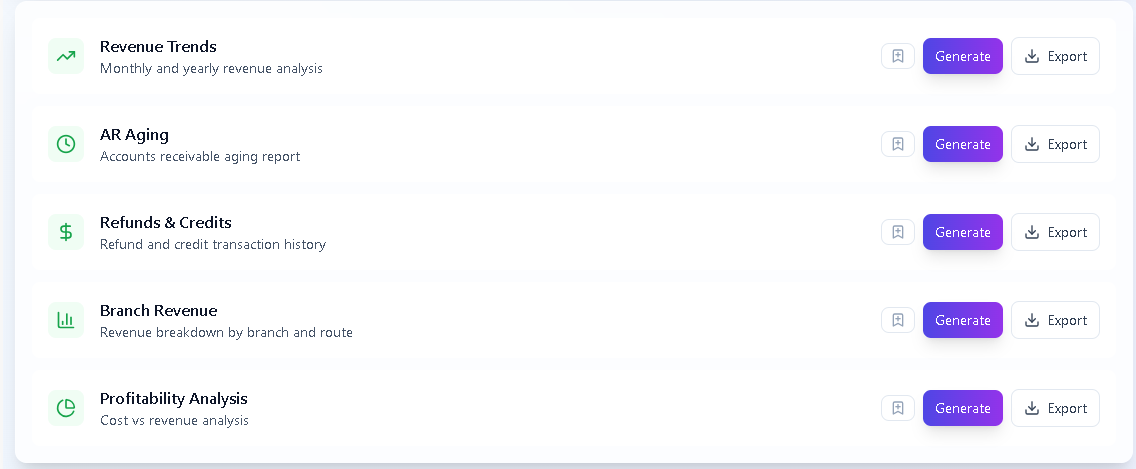 Revenue Trends
Monthly and yearly revenue analysis
Generate
Export
AR Aging
Accounts receivable aging report
Generate
Export
Refunds & Credits
Refund and credit transaction history
Generate
Export
Branch Revenue
Revenue breakdown by branch and route
Generate
Export
Profitability Analysis
Cost vs revenue analysis
Generate
Export